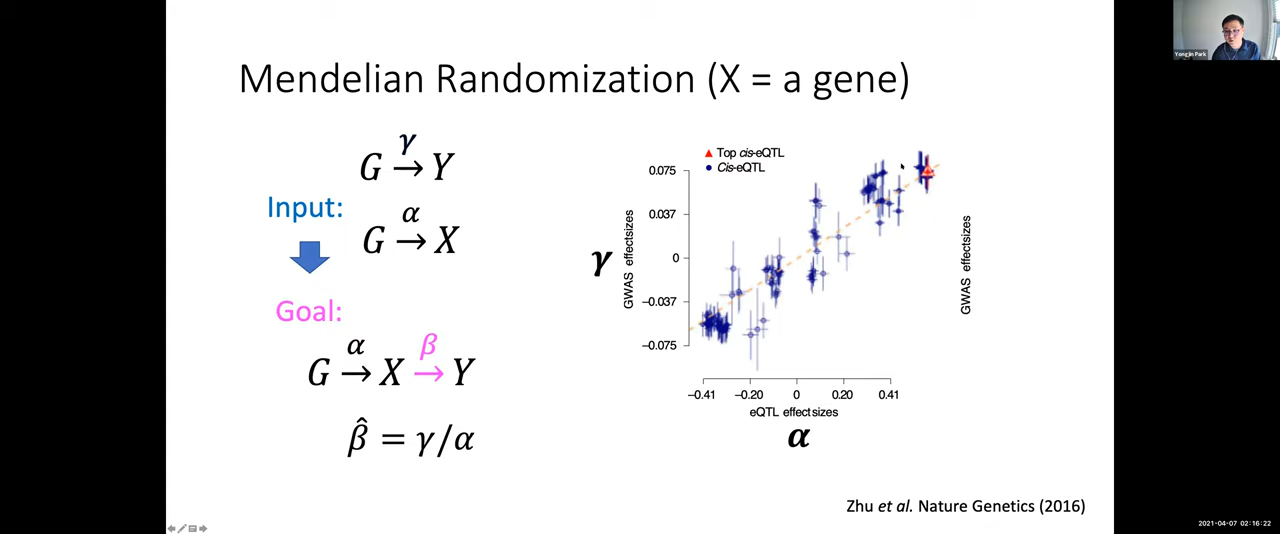 Yongjin Park
Mendelian Randomization (X = a gene)
γ
G → Y
Input:
α
G → X
Goal:
α β
G → X → Y
β̂ = γ/α
Top cis-eQTL
Cis-eQTL
γ
GWAS effectsizes
0.075
0.037
0
−0.037
−0.075
−0.41 −0.20 0 0.20 0.41
eQTL effectsizes
α
GWAS effectsizes
Zhu et al. Nature Genetics (2016)
2021-04-07 02:16:22